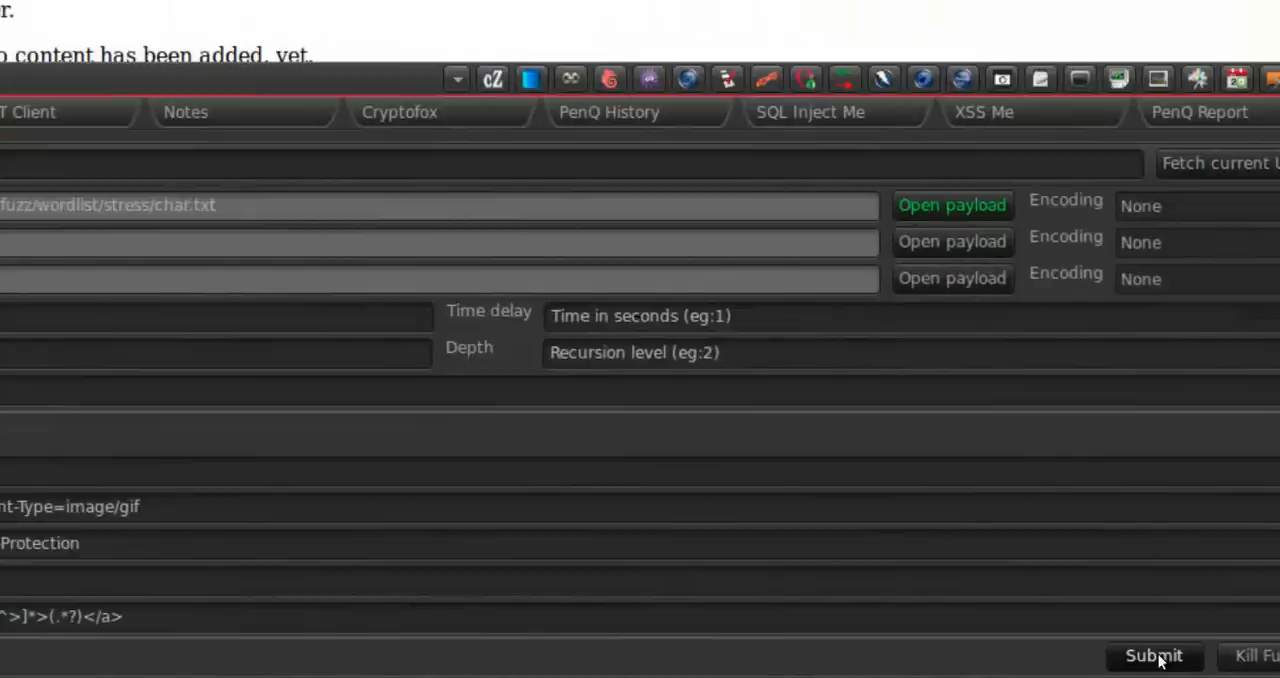 r.
o content has been added, yet.
cZ
T Client Notes Cryptofox PenQ History SQL Inject Me XSS Me PenQ Report
Fetch current U
fuzz/wordlist/stress/char.txt Open payload Encoding None
Open payload Encoding None
Open payload Encoding None
Time delay Time in seconds (eg:1)
Depth Recursion level (eg:2)
nt-Type=image/gif
Protection
^>]*>(.*?)</a>
Submit Kill Fu